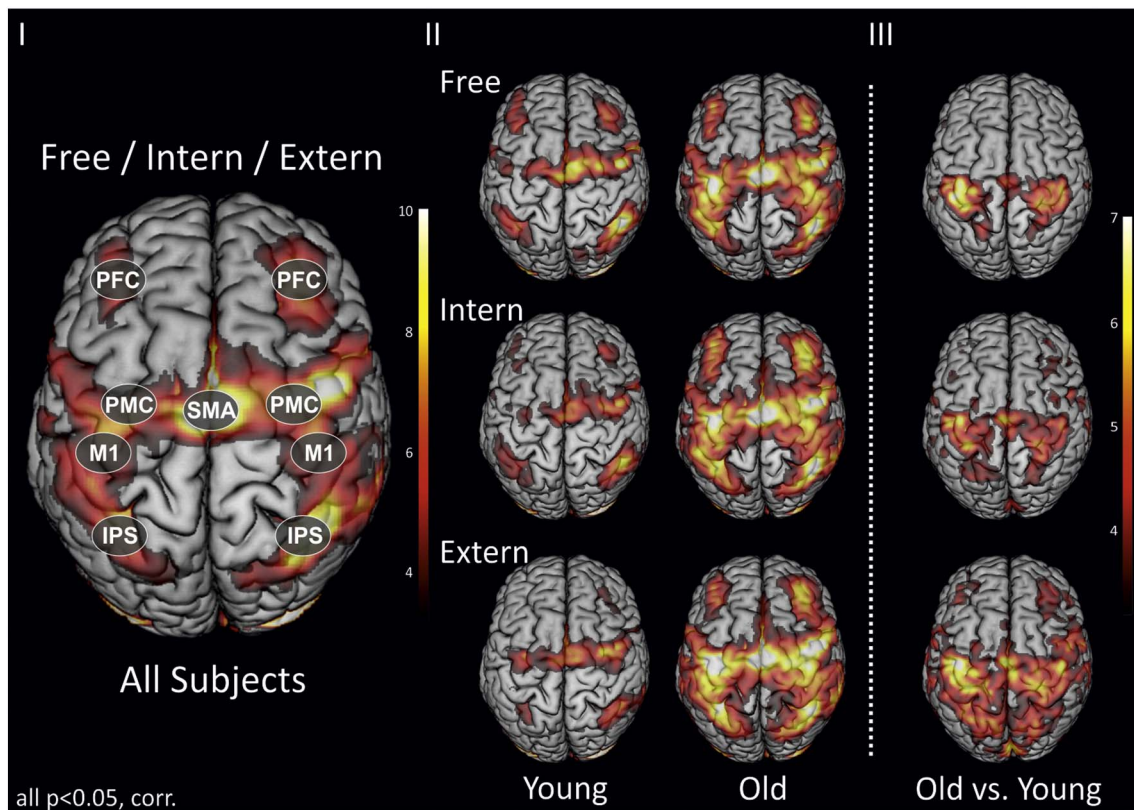 I
II
III
Free / Intern / Extern
PFC
PFC
PMC
SMA
PMC
M1
M1
IPS
IPS
10
8
6
4
All Subjects
all p<0.05, corr.
Free
Intern
Extern
Young
Old
7
6
5
4
Old vs. Young